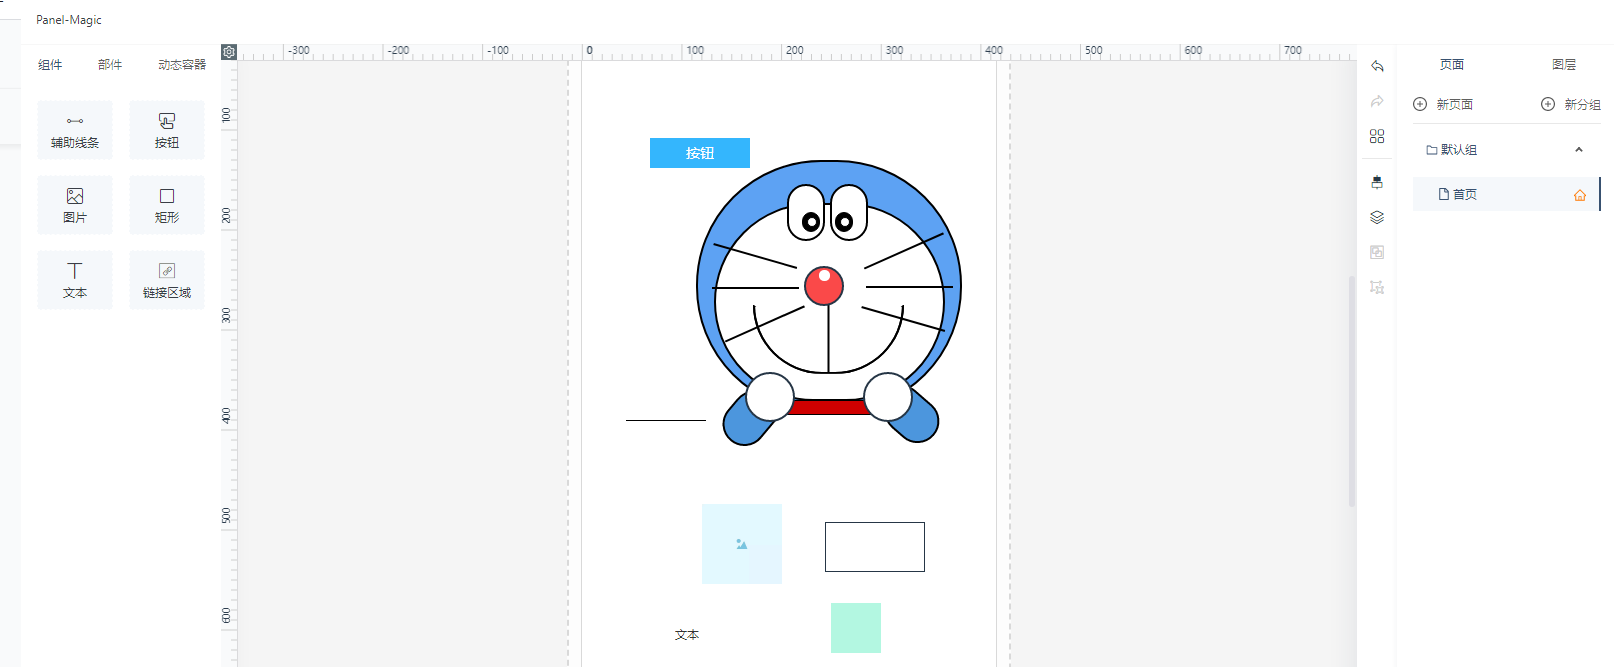 Panel-Magic
组件 部件 动态容器
辅助线条 按钮
图片 矩形
文本 链接区域
-300 -200 -100 0 100 200 300 400 500 600 700
100
200
300
400
500
600
按钮
文本
页面 图层
新页面 新分组
默认组
首页